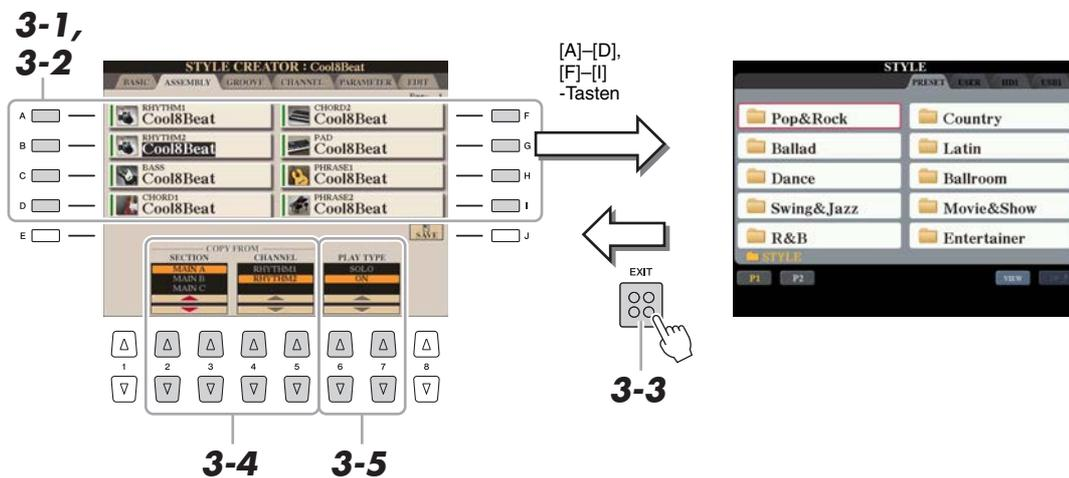 3-1,
3-2
[A]–[D],
[F]–[I]
-Tasten
STYLE CREATOR : Cool8Beat
BASIC ASSEMBLY GROOVE CHANNEL PARAMETER EDIT
A RHYTHM1 Cool8Beat CHORD2 Cool8Beat F
B RHYTHM2 Cool8Beat PAD Cool8Beat G
C BASS Cool8Beat PHRASE1 Cool8Beat H
D CHORD1 Cool8Beat PHRASE2 Cool8Beat I
E SAVE J
COPY FROM
SECTION CHANNEL PLAY TYPE
MAIN A RHYTHM1 SOLO
MAIN B RHYTHM2 ON
MAIN C
1 2 3 4 5 6 7 8
3-4 3-5
EXIT
3-3
STYLE
PRESET USER HD1 USB1
Pop&Rock Country
Ballad Latin
Dance Ballroom
Swing&Jazz Movie&Show
R&B Entertainer
STYLE
P1 P2 VIEW